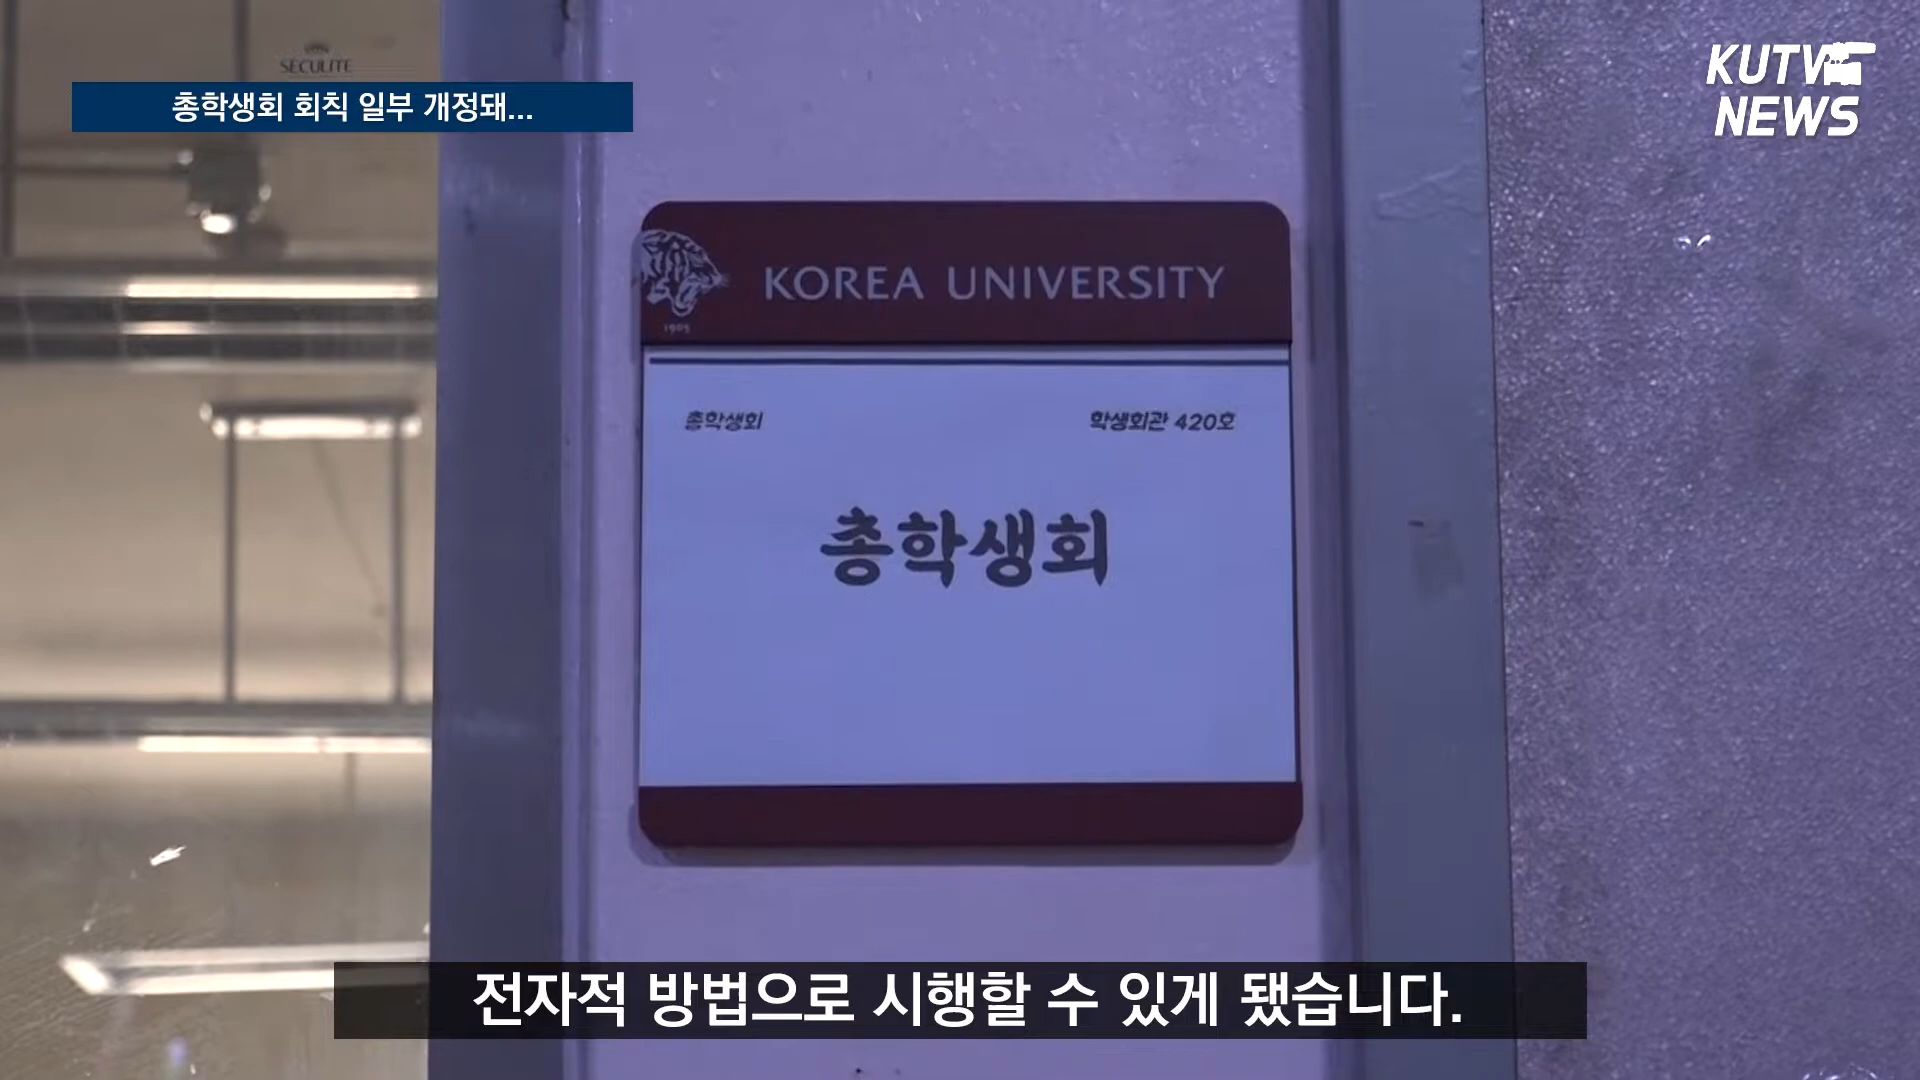 SECULITE
총학생회 회칙 일부 개정돼...
KUTV
NEWS
KOREA UNIVERSITY
1905
총학생회
학생회관 420호
총학생회
전자적 방법으로 시행할 수 있게 됐습니다.